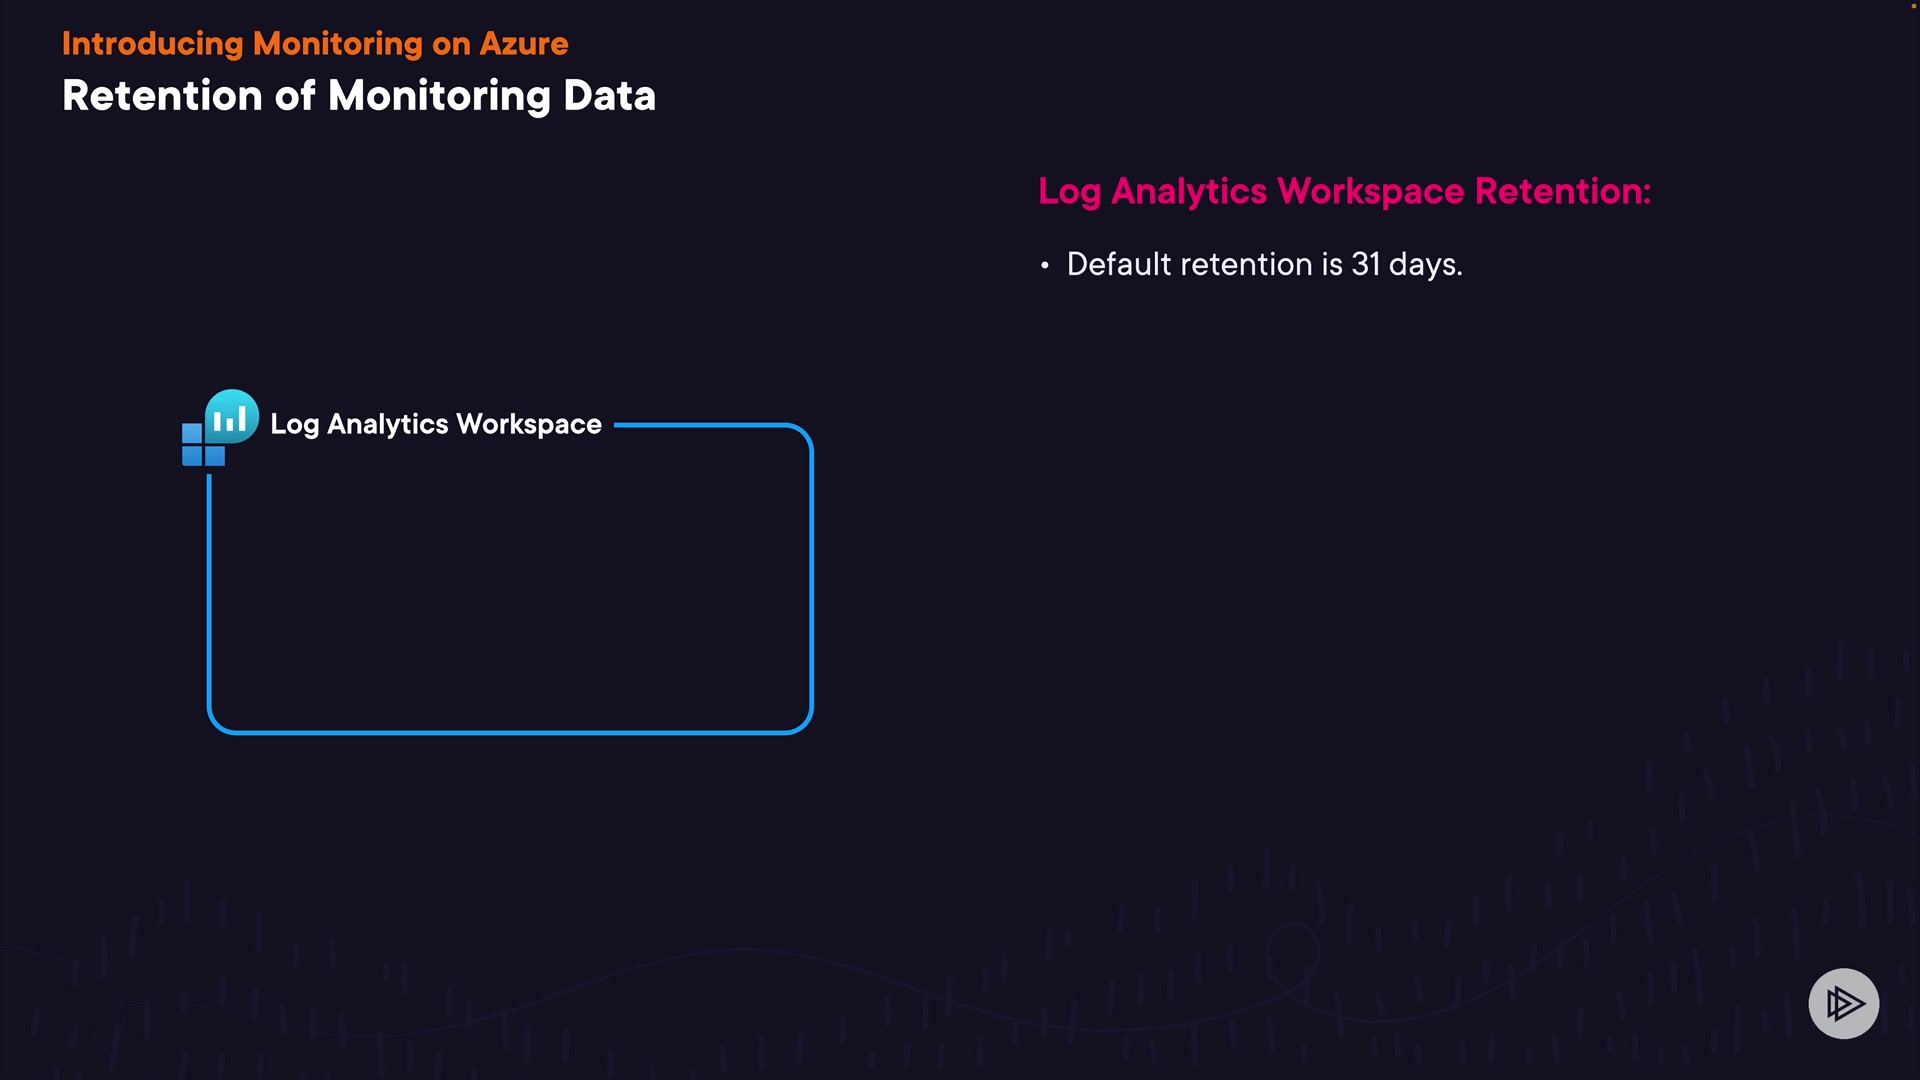 Introducing Monitoring on Azure
Retention of Monitoring Data
Log Analytics Workspace Retention:
• Default retention is 31 days.
Log Analytics Workspace